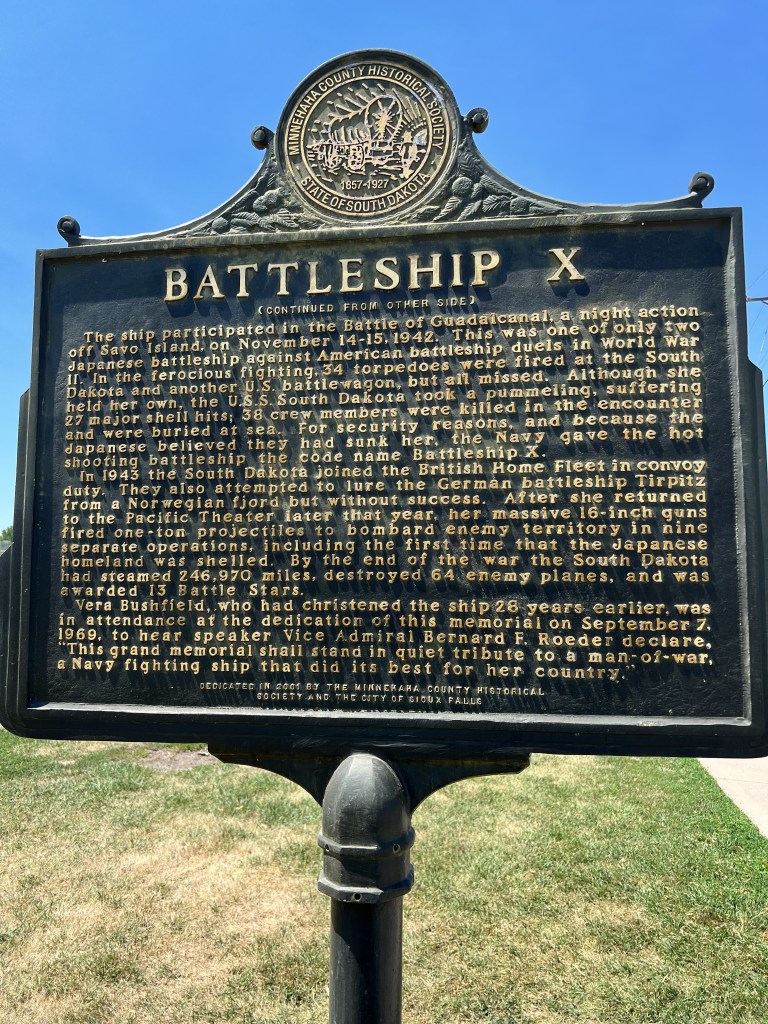 MINNEHAHA COUNTY HISTORICAL SOCIETY
1857-1927
STATE OF SOUTH DAKOTA
BATTLESHIP X
(CONTINUED FROM OTHER SIDE)
The ship participated in the Battle of Guadalcanal, a night action
off Savo Island, on November 14-15, 1942. This was one of only two
Japanese battleship against American battleship duels in World War
II. In the ferocious fighting, 34 torpedoes were fired at the South
Dakota and another U.S. battlewagon, but all missed. Although she
held her own, the U.S.S. South Dakota took a pummeling, suffering
27 major shell hits; 38 crew members were killed in the encounter
and were buried at sea. For security reasons, and because the
Japanese believed they had sunk her, the Navy gave the hot
shooting battleship the code name Battleship X.
In 1943 the South Dakota joined the British Home Fleet in convoy
duty. They also attempted to lure the German battleship Tirpitz
from a Norwegian fjord but without success. After she returned
to the Pacific Theater later that year, her massive 16-inch guns
fired one-ton projectiles to bombard enemy territory in nine
separate operations, including the first time that the Japanese
homeland was shelled. By the end of the war the South Dakota
had steamed 246,970 miles, destroyed 64 enemy planes, and was
awarded 13 Battle Stars.
Vera Bushfield, who had christened the ship 28 years earlier, was
in attendance at the dedication of this memorial on September 7,
1969, to hear speaker Vice Admiral Bernard F. Roeder declare,
"This grand memorial shall stand in quiet tribute to a man-of-war,
a Navy fighting ship that did its best for her country."
DEDICATED IN 2001 BY THE MINNEHAHA COUNTY HISTORICAL
SOCIETY AND THE CITY OF SIOUX FALLS